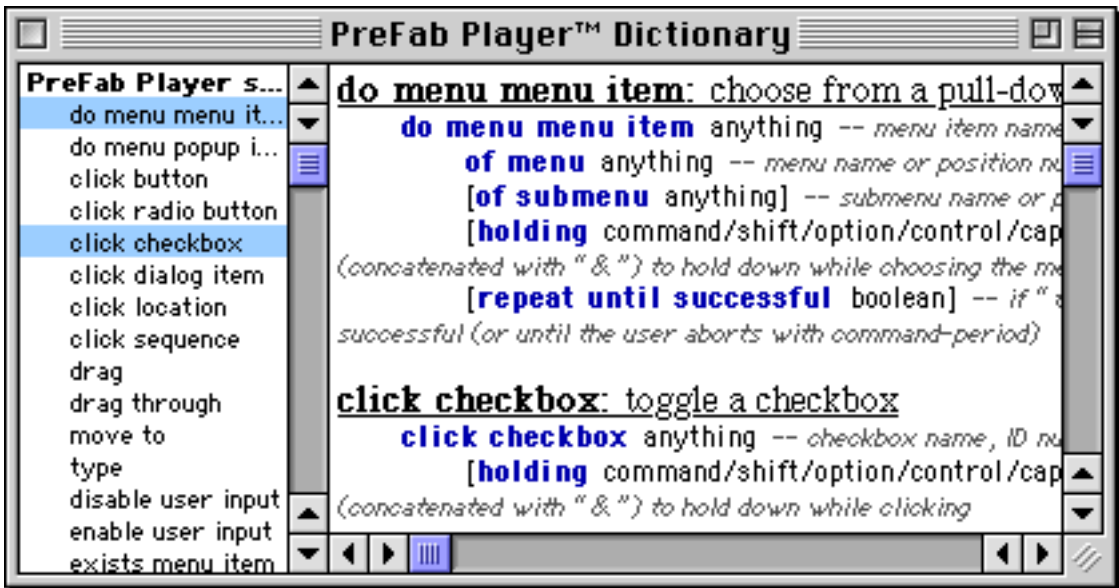 PreFab Player™ Dictionary
PreFab Player s...
do menu menu it...
do menu popup i...
click button
click radio button
click checkbox
click dialog item
click location
click sequence
drag
drag through
move to
type
disable user input
enable user input
exists menu item
do menu menu item: choose from a pull-dow
do menu menu item anything -- menu item name
of menu anything -- menu name or position nu
[of submenu anything] -- submenu name or p
[holding command/shift/option/control/cap
(concatenated with "&") to hold down while choosing the me
[repeat until successful boolean] -- if "
successful (or until the user aborts with command-period)
click checkbox: toggle a checkbox
click checkbox anything -- checkbox name, ID nu
[holding command/shift/option/control/cap
(concatenated with "&") to hold down while clicking